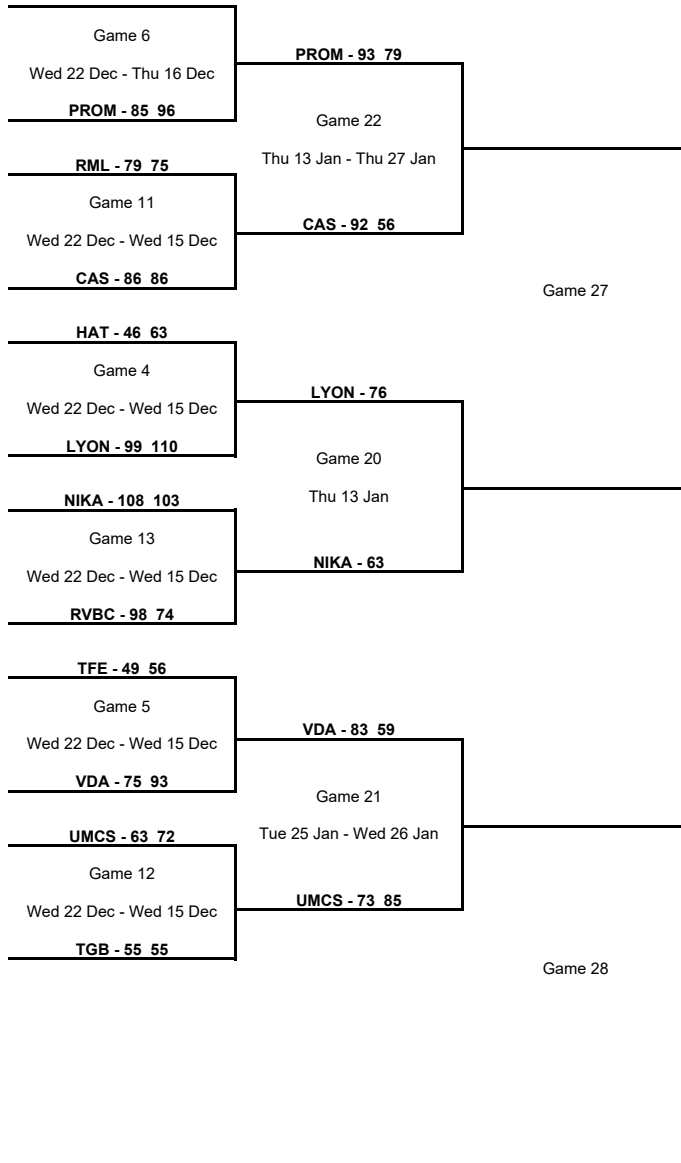 Game 6
Wed 22 Dec - Thu 16 Dec
PROM - 85  96
RML - 79  75
Game 11
Wed 22 Dec - Wed 15 Dec
CAS - 86  86
HAT - 46  63
Game 4
Wed 22 Dec - Wed 15 Dec
LYON - 99  110
NIKA - 108  103
Game 13
Wed 22 Dec - Wed 15 Dec
RVBC - 98  74
TFE - 49  56
Game 5
Wed 22 Dec - Wed 15 Dec
VDA - 75  93
UMCS - 63  72
Game 12
Wed 22 Dec - Wed 15 Dec
TGB - 55  55
PROM - 93  79
Game 22
Thu 13 Jan - Thu 27 Jan
CAS - 92  56
LYON - 76
Game 20
Thu 13 Jan
NIKA - 63
VDA - 83  59
Game 21
Tue 25 Jan - Wed 26 Jan
UMCS - 73  85
Game 27
Game 28